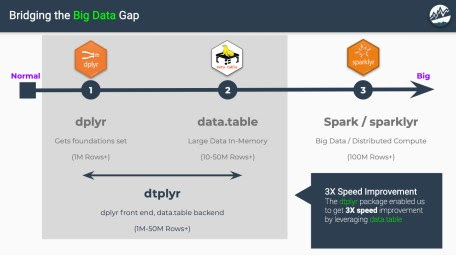 Bridging the Big Data Gap
dplyr
data.table
sparklyr
Normal
Big
1
2
3
dplyr
Gets foundations set
(1M Rows+)
data.table
Large Data In-Memory
(10-50M Rows+)
Spark / sparklyr
Big Data / Distributed Compute
(100M Rows+)
dtplyr
dplyr front end, data.table backend
(1M-50M Rows+)
3X Speed Improvement
The dtplyr package enabled us
to get 3X speed improvement
by leveraging data.table